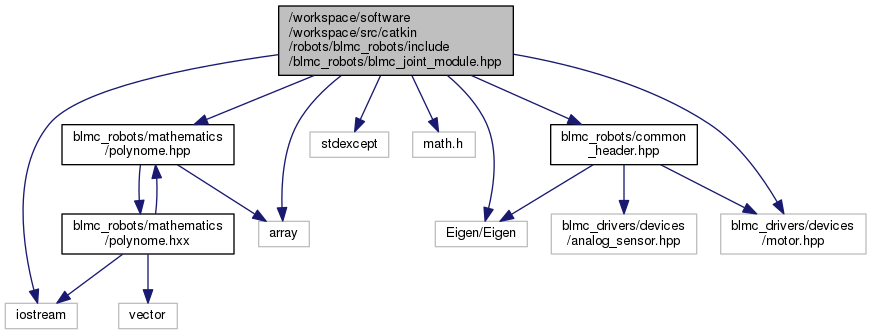 /workspace/software
/workspace/src/catkin
/robots/blmc_robots/include
/blmc_robots/blmc_joint_module.hpp
blmc_robots/mathematics
/polynome.hpp
stdexcept
math.h
blmc_robots/common
_header.hpp
blmc_robots/mathematics
/polynome.hxx
array
Eigen/Eigen
blmc_drivers/devices
/analog_sensor.hpp
blmc_drivers/devices
/motor.hpp
iostream
vector